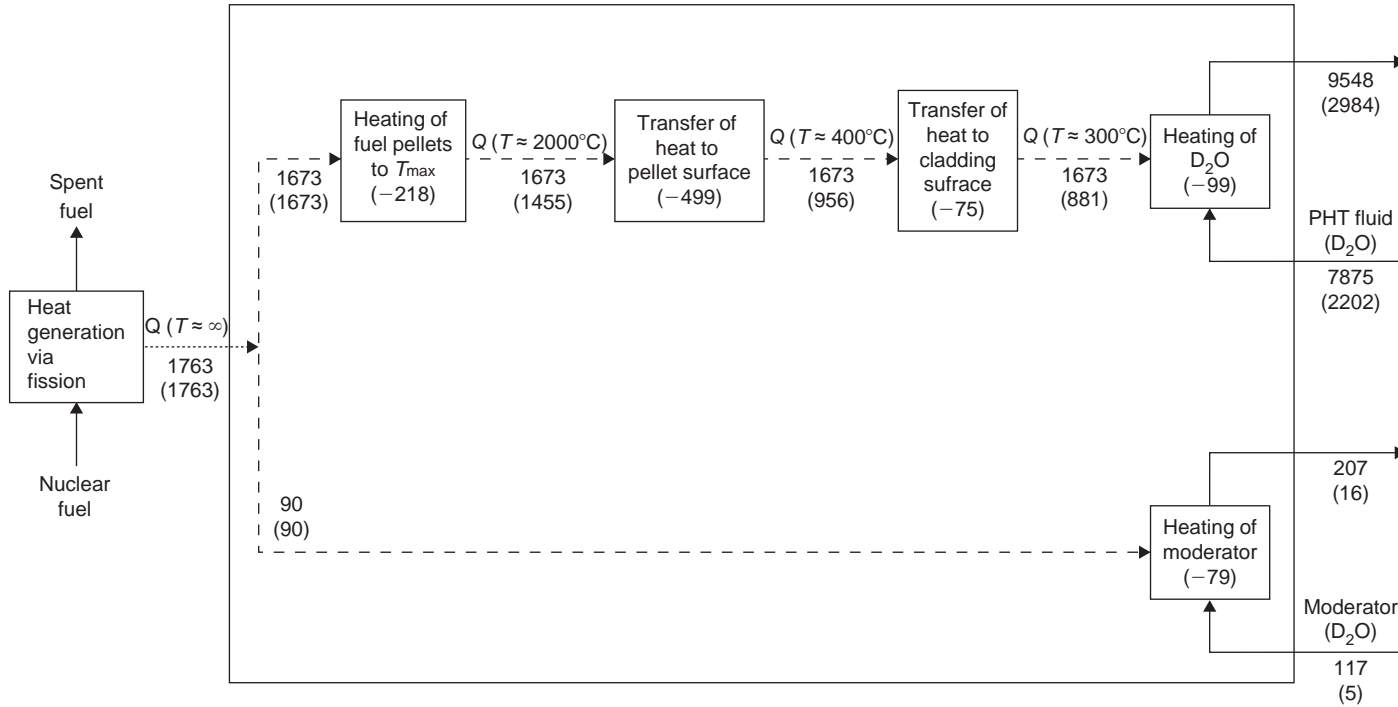 Spent
fuel
Heat
generation
via
fission
Nuclear
fuel
Q (T ≈ ∞)
1763
(1763)
1673
(1673)
Heating of
fuel pellets
to Tmax
(−218)
Q (T ≈ 2000°C)
1673
(1455)
Transfer of
heat to
pellet surface
(−499)
Q (T ≈ 400°C)
1673
(956)
Transfer of
heat to
cladding
sufrace
(−75)
Q (T ≈ 300°C)
1673
(881)
Heating of
D₂O
(−99)
9548
(2984)
PHT fluid
(D₂O)
7875
(2202)
90
(90)
Heating of
moderator
(−79)
207
(16)
Moderator
(D₂O)
117
(5)